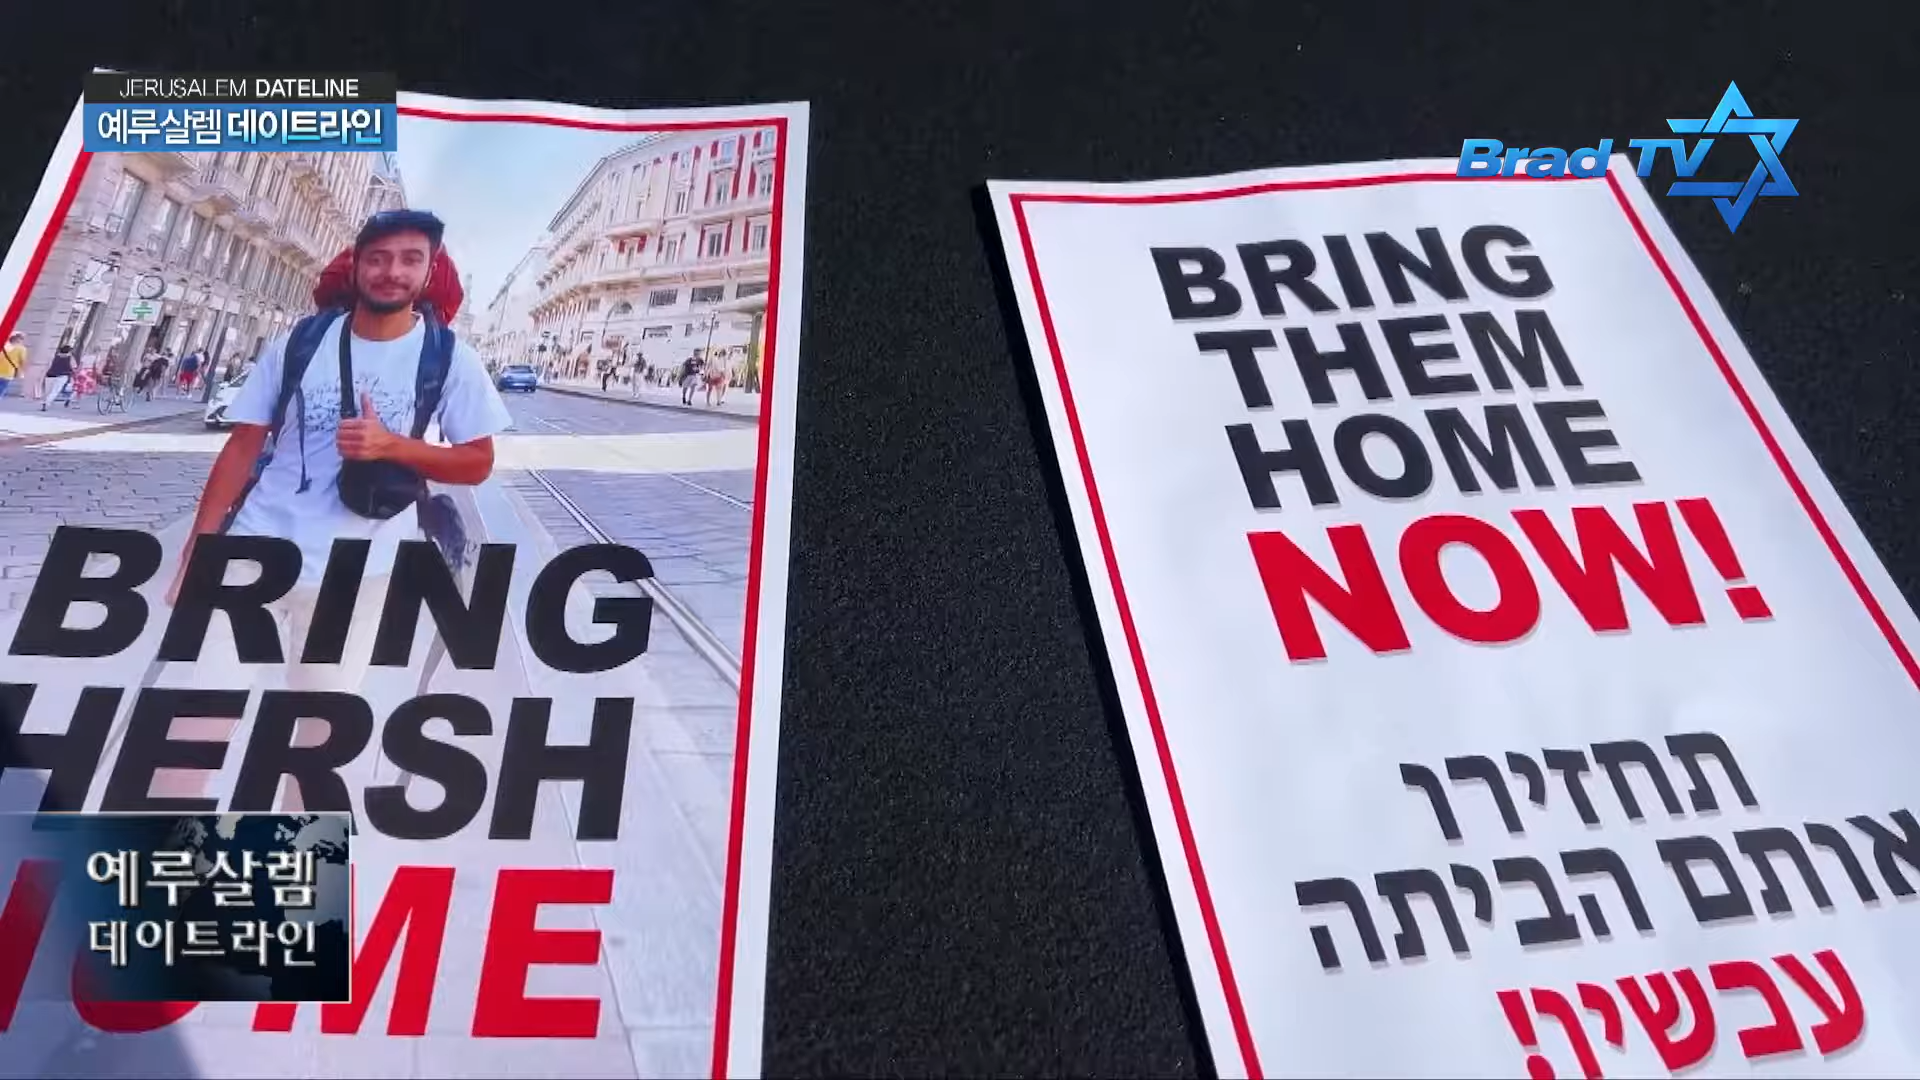 JERUSALEM DATELINE
예루살렘 데이트라인
Brad TV
BRING
HERSH
HOME
BRING
THEM
HOME
NOW!
תחזירו
אותם הביתה
עכשיו!
예루살렘
데이트라인